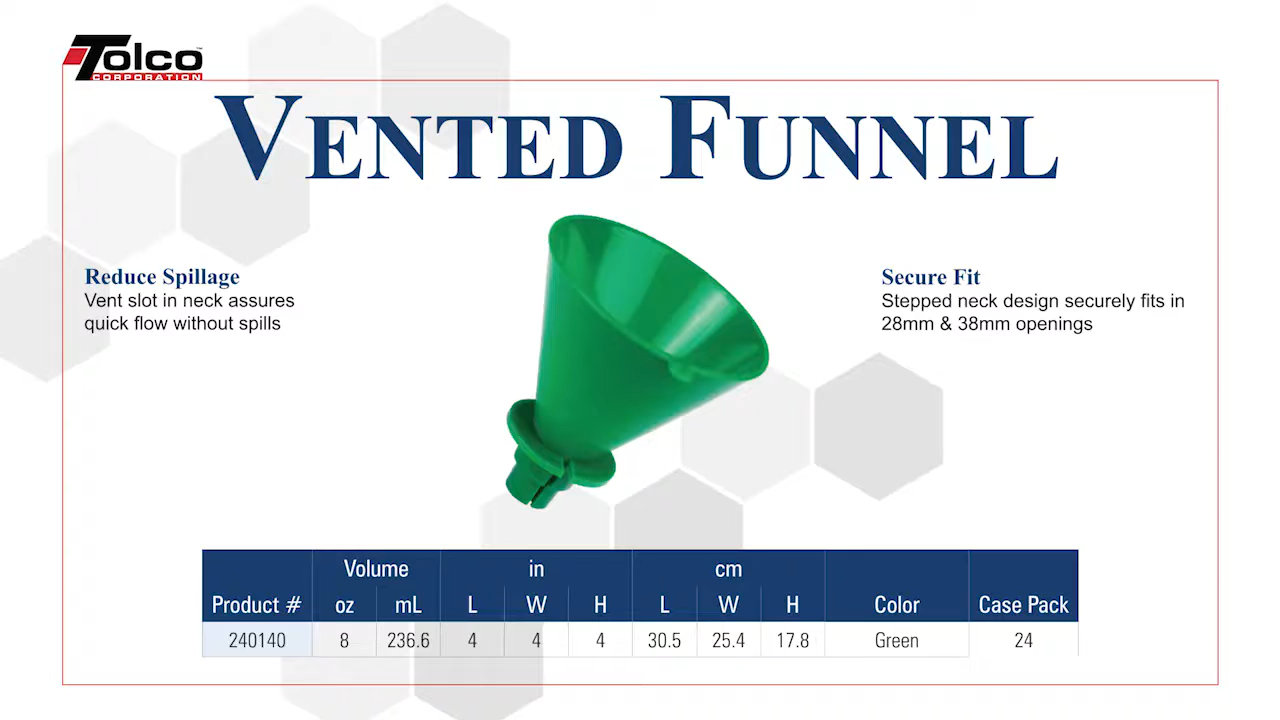 Tolco™
CORPORATION
VENTED FUNNEL
Reduce Spillage
Vent slot in neck assures
quick flow without spills
Secure Fit
Stepped neck design securely fits in
28mm & 38mm openings
Volume in cm
Product # oz mL L W H L W H Color Case Pack
240140 8 236.6 4 4 4 30.5 25.4 17.8 Green 24